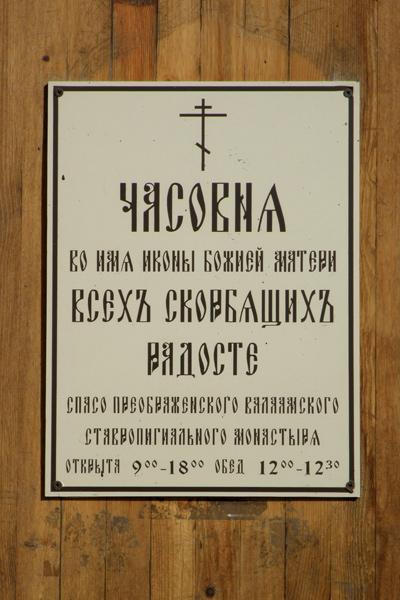 ЧАСОВНЯ
ВО ИМЯ ИКОНЫ БОЖИЕЙ МАТЕРИ
ВСЕХЪ СКОРБЯЩИХЪ
РАДОСТЕ
СПАСО ПРЕОБРАЖЕНСКОГО ВАЛААМСКОГО
СТАВРОПИГИАЛЬНОГО МОНАСТЫРЯ
ОТКРЫТА 9⁰⁰-18⁰⁰ ОБЕД 12⁰⁰-12³⁰